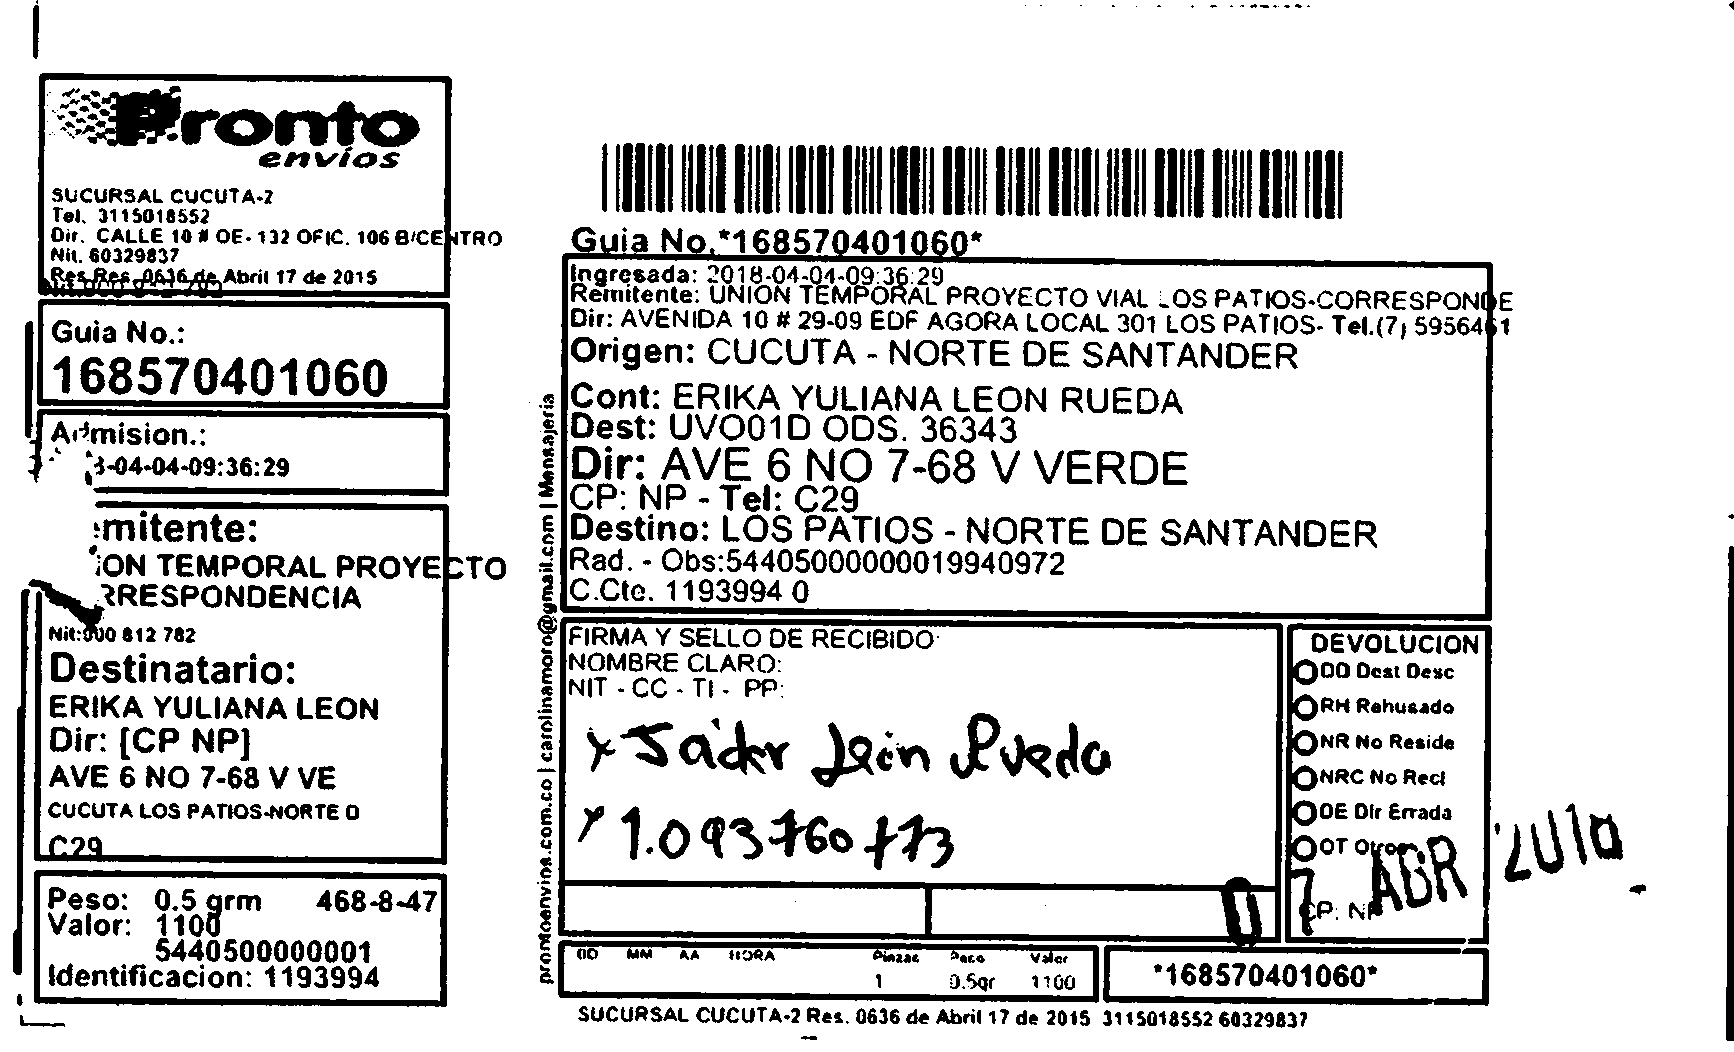 Pronto
envíos
SUCURSAL CUCUTA-2
Tel. 3115018552
Dir. CALLE 10 # OE-132 OFIC. 106 B/CENTRO
Nit. 60329837
Res.Res. 0636 de Abril 17 de 2015
Guia No.:
168570401060
Admision.:
-04-04-09:36:29
mitente:
ION TEMPORAL PROYECTO
RRESPONDENCIA
Nit:000 812 782
Destinatario:
ERIKA YULIANA LEON
Dir: [CP NP]
AVE 6 NO 7-68 V VE
CUCUTA LOS PATIOS-NORTE D
C29
Peso: 0.5 grm 468-8-47
Valor: 1100
5440500000001
Identificacion: 1193994
prontoenvios.com.co | carolinamoro@gmail.com | Mensajeria
Guia No.*168570401060*
Ingresada: 2018-04-04-09:36:29
Remitente: UNION TEMPORAL PROYECTO VIAL LOS PATIOS-CORRESPONDE
Dir: AVENIDA 10 # 29-09 EDF AGORA LOCAL 301 LOS PATIOS- Tel.(7) 5956461
Origen: CUCUTA - NORTE DE SANTANDER
Cont: ERIKA YULIANA LEON RUEDA
Dest: UVO01D ODS. 36343
Dir: AVE 6 NO 7-68 V VERDE
CP: NP - Tel: C29
Destino: LOS PATIOS - NORTE DE SANTANDER
Rad. - Obs:54405000000019940972
C.Cte. 1193994 0
FIRMA Y SELLO DE RECIBIDO
NOMBRE CLARO:
NIT - CC - TI - PP:
x Jáder León Rueda
x 1.093760773
DEVOLUCION
DD Dest Desc
RH Rehusado
NR No Reside
NRC No Recl
DE Dir Errada
OT Otros
CP: NP
07 ABR 2018
DD MM AA HORA Piezas Peso Valor
1 0.5gr 1100
*168570401060*
SUCURSAL CUCUTA-2 Res. 0636 de Abril 17 de 2015 3115018552 60329837